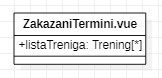 ZakazaniTermini.vue
+listaTreniga: Trening[*]